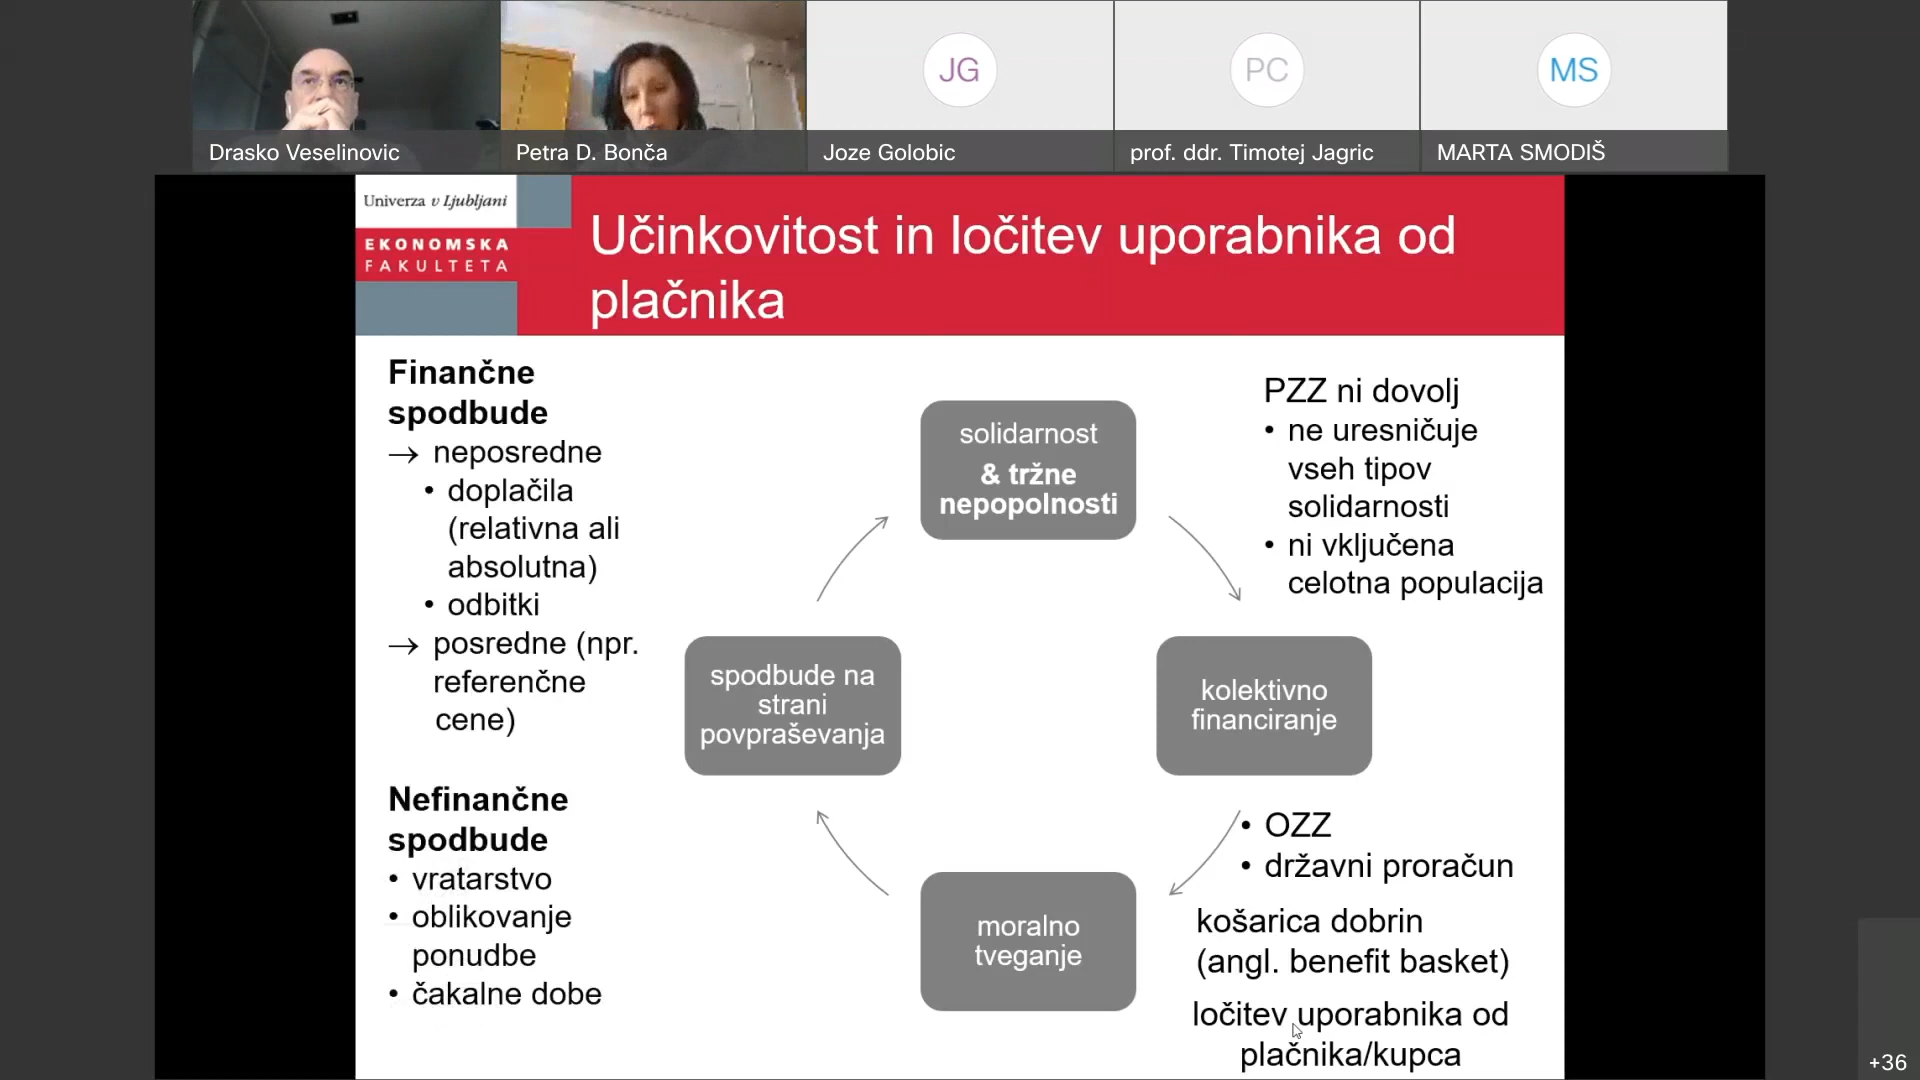 JG
PC
MS
Drasko Veselinovic
Petra D. Bonča
Joze Golobic
prof. ddr. Timotej Jagric
MARTA SMODIŠ
Univerza v Ljubljani
EKONOMSKA
FAKULTETA
Učinkovitost in ločitev uporabnika od
plačnika
Finančne
spodbude
→ neposredne
• doplačila
(relativna ali
absolutna)
• odbitki
→ posredne (npr.
referenčne
cene)
Nefinančne
spodbude
• vratarstvo
• oblikovanje
ponudbe
• čakalne dobe
solidarnost
& tržne
nepopolnosti
spodbude na
strani
povpraševanja
kolektivno
financiranje
moralno
tveganje
PZZ ni dovolj
• ne uresničuje
vseh tipov
solidarnosti
• ni vključena
celotna populacija
• OZZ
• državni proračun
košarica dobrin
(angl. benefit basket)
ločitev uporabnika od
plačnika/kupca
+36